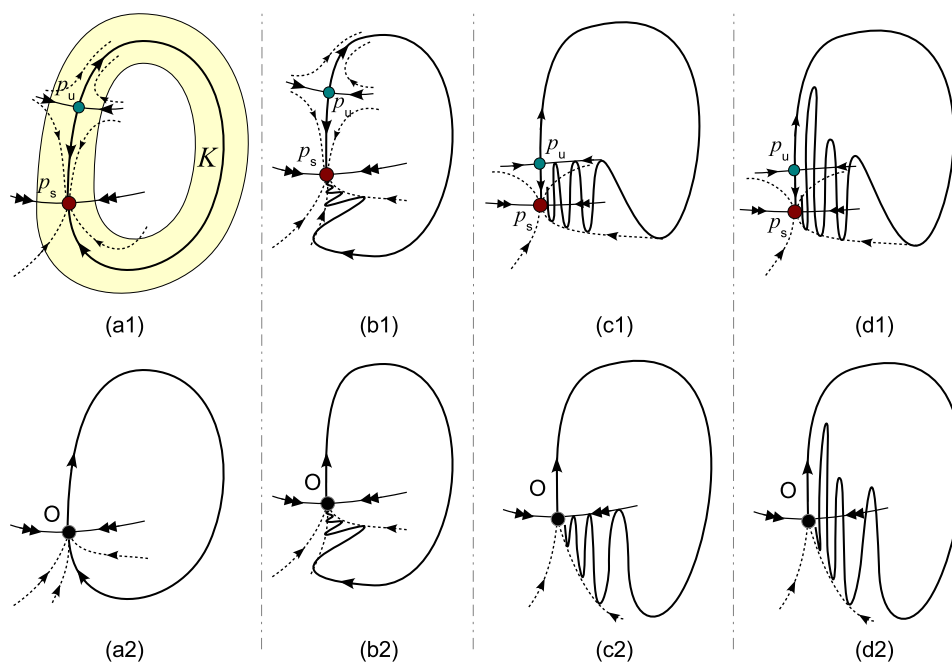 p_u
p_s
K
(a1)
p_u
p_s
(b1)
p_u
p_s
(c1)
p_u
p_s
(d1)
O
(a2)
O
(b2)
O
(c2)
O
(d2)